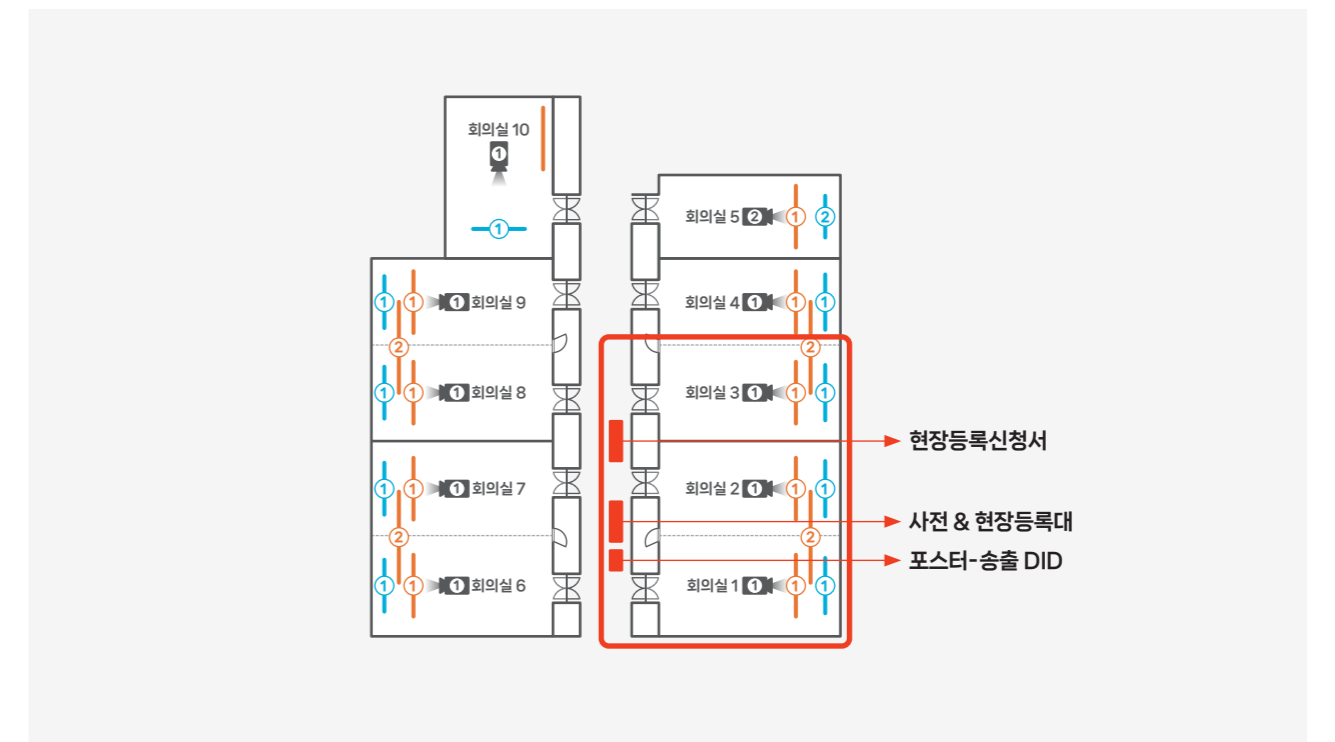 회의실 10
1
1
회의실 5 2 1 2
1 1 1 회의실 9
회의실 4 1 1 1
2
2
1 1 1 회의실 8
회의실 3 1 1 1
현장등록신청서
1 1 1 회의실 7
회의실 2 1 1 1
사전 & 현장등록대
2
2
포스터-송출 DID
1 1 1 회의실 6
회의실 1 1 1 1